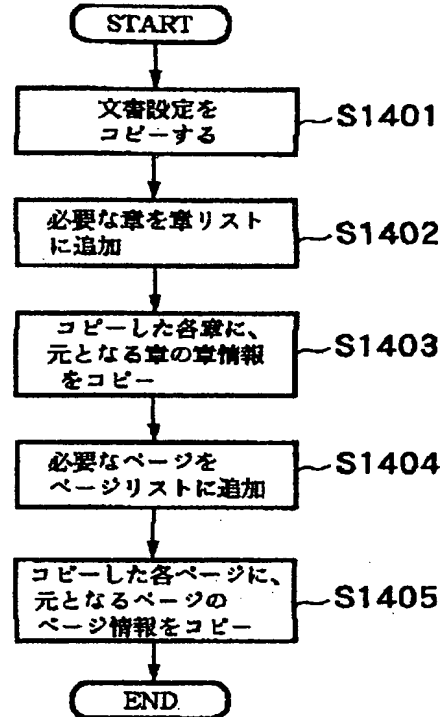 START
文書設定を
コピーする
S1401
必要な章を章リスト
に追加
S1402
コピーした各章に、
元となる章の章情報
をコピー
S1403
必要なページを
ページリストに追加
S1404
コピーした各ページに、
元となるページの
ページ情報をコピー
S1405
END